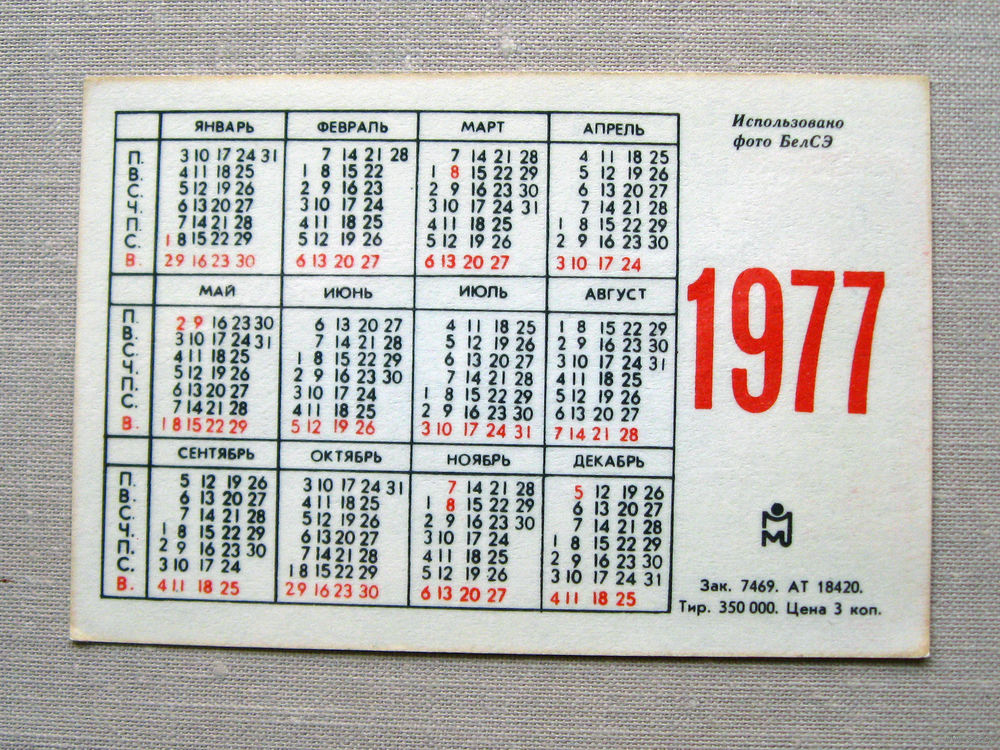 ЯНВАРЬ ФЕВРАЛЬ МАРТ АПРЕЛЬ
П. 3 10 17 24 31 7 14 21 28 7 14 21 28 4 11 18 25
В. 4 11 18 25 1 8 15 22 1 8 15 22 29 5 12 19 26
С. 5 12 19 26 2 9 16 23 2 9 16 23 30 6 13 20 27
Ч. 6 13 20 27 3 10 17 24 3 10 17 24 31 7 14 21 28
П. 7 14 21 28 4 11 18 25 4 11 18 25 1 8 15 22 29
С. 1 8 15 22 29 5 12 19 26 5 12 19 26 2 9 16 23 30
В. 2 9 16 23 30 6 13 20 27 6 13 20 27 3 10 17 24
МАЙ ИЮНЬ ИЮЛЬ АВГУСТ
П. 2 9 16 23 30 6 13 20 27 4 11 18 25 1 8 15 22 29
В. 3 10 17 24 31 7 14 21 28 5 12 19 26 2 9 16 23 30
С. 4 11 18 25 1 8 15 22 29 6 13 20 27 3 10 17 24 31
Ч. 5 12 19 26 2 9 16 23 30 7 14 21 28 4 11 18 25
П. 6 13 20 27 3 10 17 24 1 8 15 22 29 5 12 19 26
С. 7 14 21 28 4 11 18 25 2 9 16 23 30 6 13 20 27
В. 1 8 15 22 29 5 12 19 26 3 10 17 24 31 7 14 21 28
СЕНТЯБРЬ ОКТЯБРЬ НОЯБРЬ ДЕКАБРЬ
П. 5 12 19 26 3 10 17 24 31 7 14 21 28 5 12 19 26
В. 6 13 20 27 4 11 18 25 1 8 15 22 29 6 13 20 27
С. 7 14 21 28 5 12 19 26 2 9 16 23 30 7 14 21 28
Ч. 1 8 15 22 29 6 13 20 27 3 10 17 24 1 8 15 22 29
П. 2 9 16 23 30 7 14 21 28 4 11 18 25 2 9 16 23 30
С. 3 10 17 24 1 8 15 22 29 5 12 19 26 3 10 17 24 31
В. 4 11 18 25 2 9 16 23 30 6 13 20 27 4 11 18 25
Использовано
фото БелСЭ
1977
Зак. 7469. АТ 18420.
Тир. 350 000. Цена 3 коп.